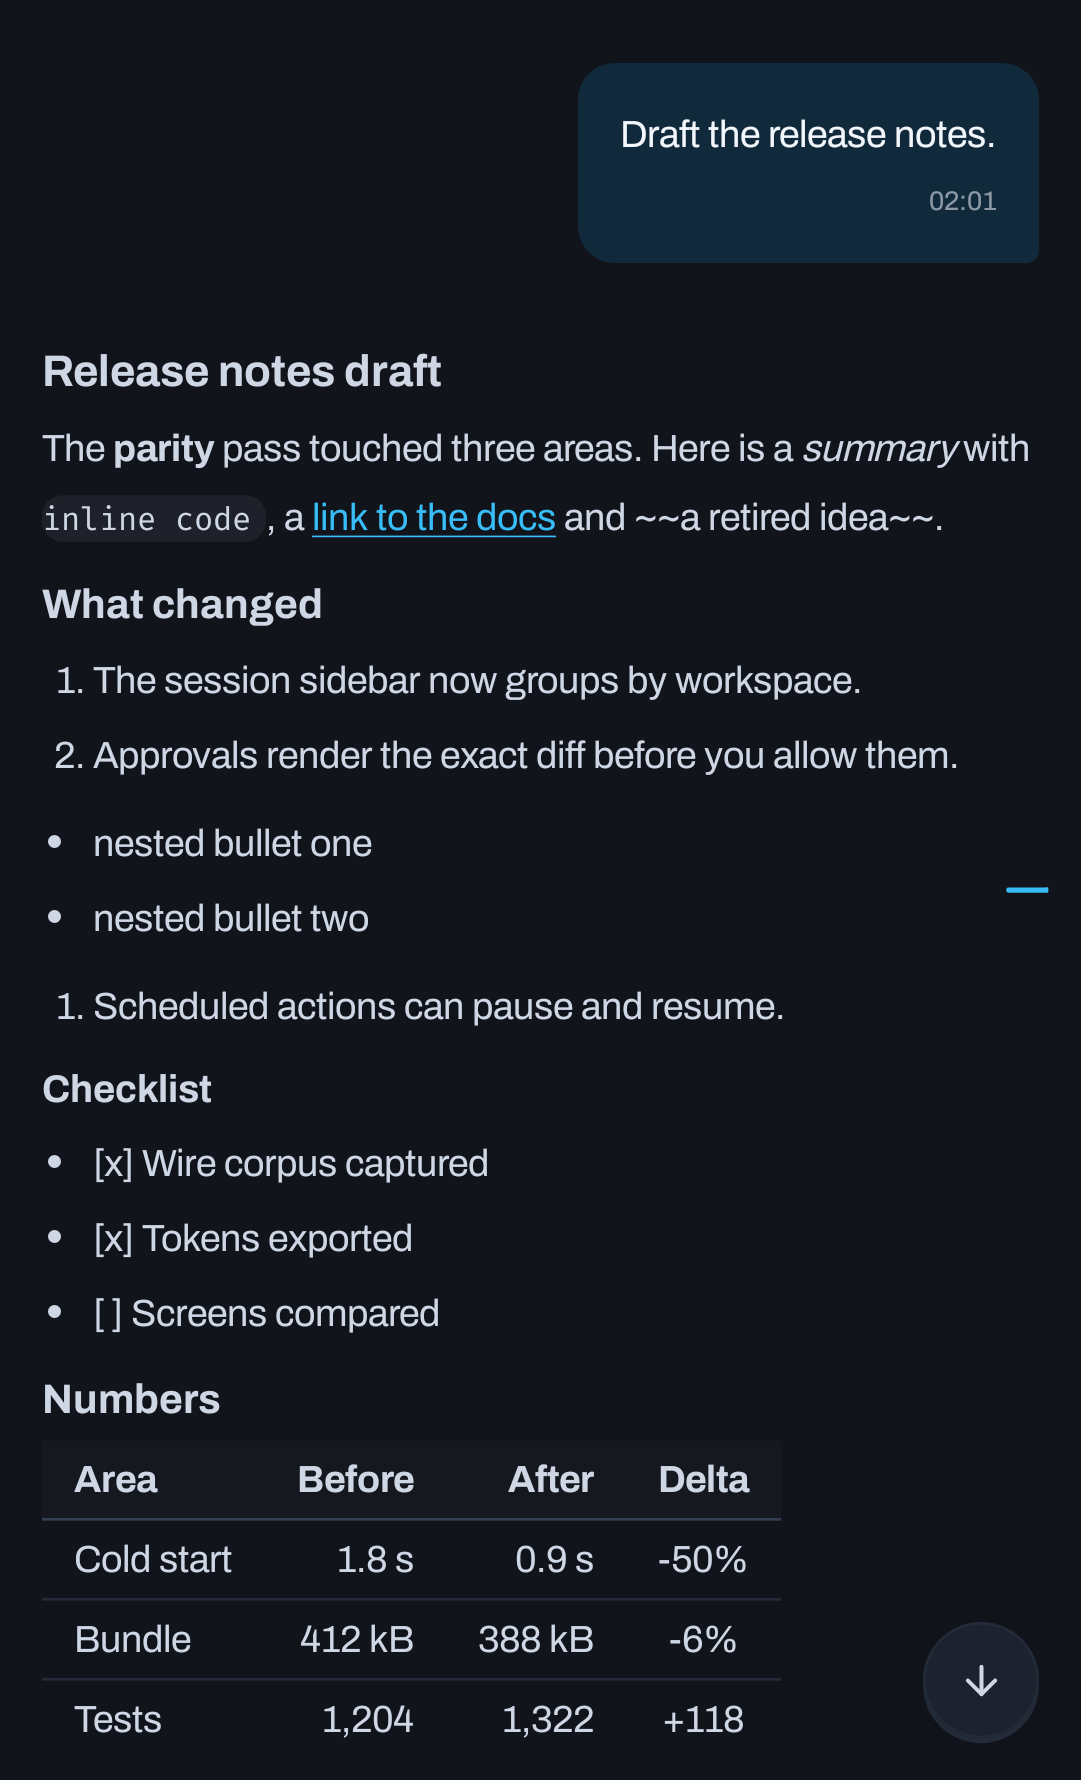 Draft the release notes.
02:01
Release notes draft
The parity pass touched three areas. Here is a summary with
inline code , a link to the docs and ~~a retired idea~~.
What changed
1. The session sidebar now groups by workspace.
2. Approvals render the exact diff before you allow them.
• nested bullet one
• nested bullet two
1. Scheduled actions can pause and resume.
Checklist
• [x] Wire corpus captured
• [x] Tokens exported
• [ ] Screens compared
Numbers
Area Before After Delta
Cold start 1.8 s 0.9 s -50%
Bundle 412 kB 388 kB -6%
Tests 1,204 1,322 +118